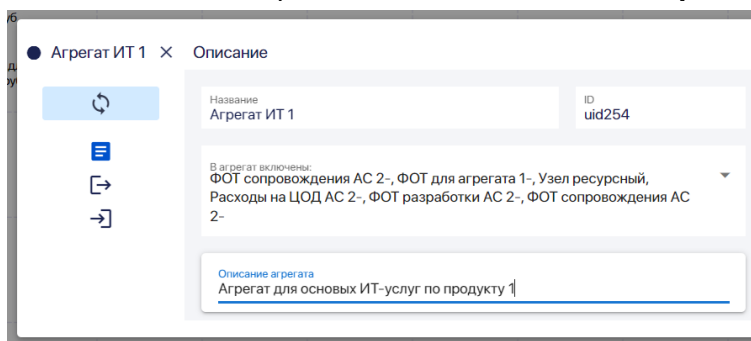 уб
Агрегат ИТ 1
Описание
Название
Агрегат ИТ 1
ID
uid254
В агрегат включены:
ФОТ сопровождения АС 2-, ФОТ для агрегата 1-, Узел ресурсный,
Расходы на ЦОД АС 2-, ФОТ разработки АС 2-, ФОТ сопровождения АС
2-
Описание агрегата
Агрегат для основых ИТ-услуг по продукту 1